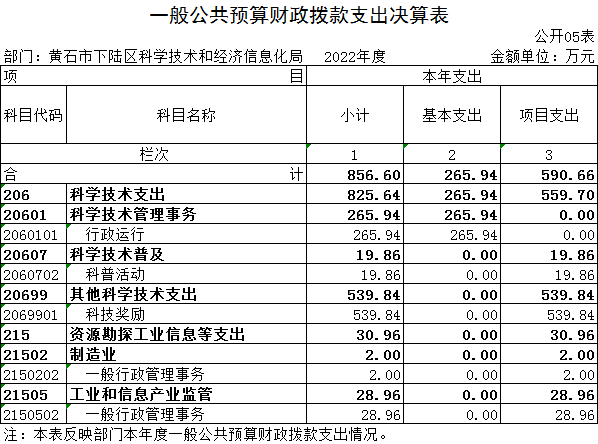 一般公共预算财政拨款支出决算表
公开05表
部门：黄石市下陆区科学技术和经济信息化局 2022年度 金额单位：万元
项 目 本年支出
科目代码 科目名称 小计 基本支出 项目支出
栏次 1 2 3
合 计 856.60 265.94 590.66
206 科学技术支出 825.64 265.94 559.70
20601 科学技术管理事务 265.94 265.94 0.00
2060101 行政运行 265.94 265.94 0.00
20607 科学技术普及 19.86 0.00 19.86
2060702 科普活动 19.86 0.00 19.86
20699 其他科学技术支出 539.84 0.00 539.84
2069901 科技奖励 539.84 0.00 539.84
215 资源勘探工业信息等支出 30.96 0.00 30.96
21502 制造业 2.00 0.00 2.00
2150202 一般行政管理事务 2.00 0.00 2.00
21505 工业和信息产业监管 28.96 0.00 28.96
2150502 一般行政管理事务 28.96 0.00 28.96
注：本表反映部门本年度一般公共预算财政拨款支出情况。